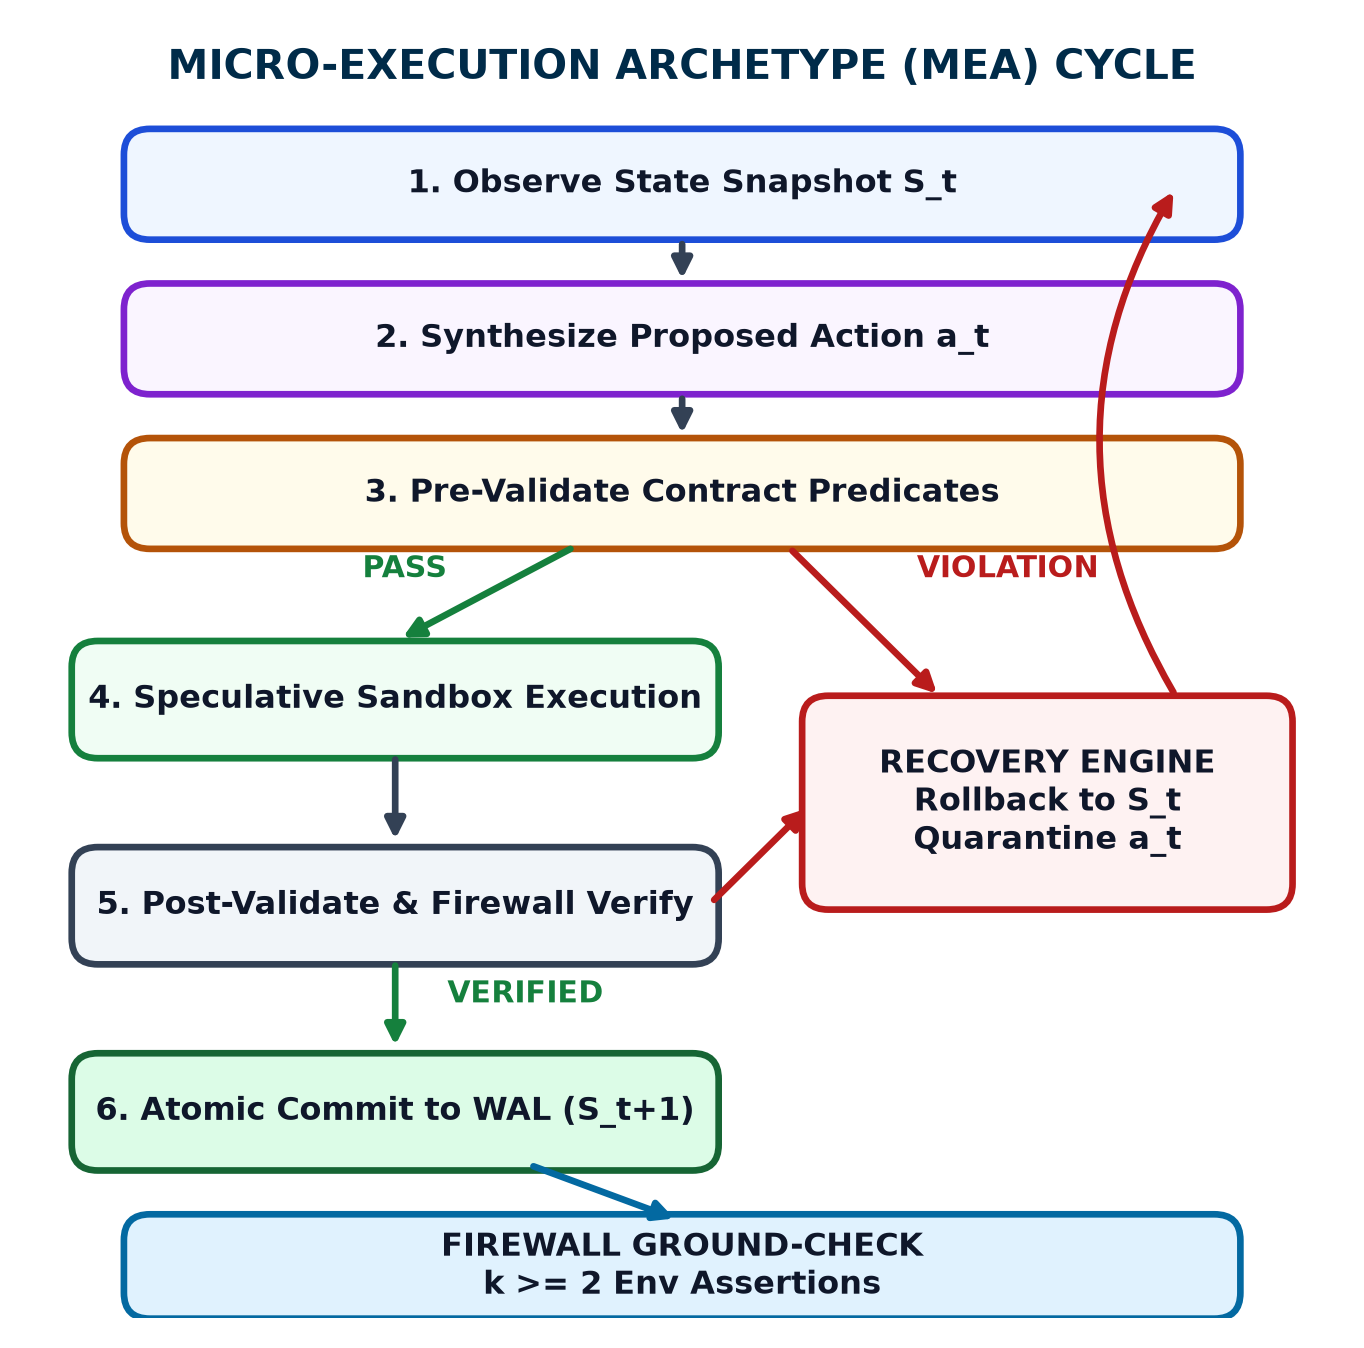 MICRO-EXECUTION ARCHETYPE (MEA) CYCLE
1. Observe State Snapshot S_t
2. Synthesize Proposed Action a_t
3. Pre-Validate Contract Predicates
PASS
VIOLATION
4. Speculative Sandbox Execution
RECOVERY ENGINE
Rollback to S_t
Quarantine a_t
5. Post-Validate & Firewall Verify
VERIFIED
6. Atomic Commit to WAL (S_t+1)
FIREWALL GROUND-CHECK
k >= 2 Env Assertions